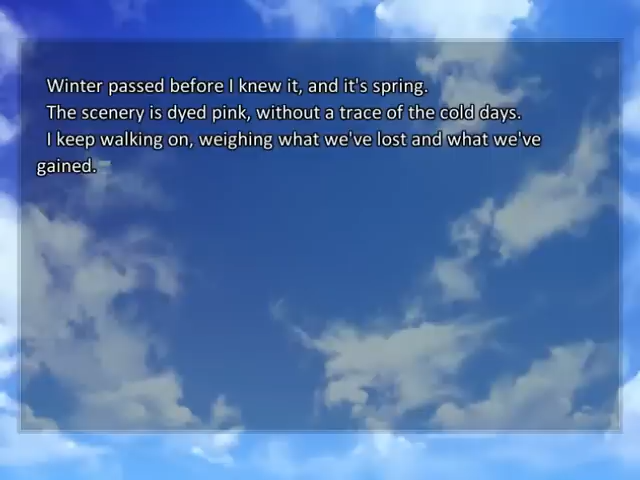 Winter passed before I knew it, and it's spring.
The scenery is dyed pink, without a trace of the cold days.
I keep walking on, weighing what we've lost and what we've
gained.